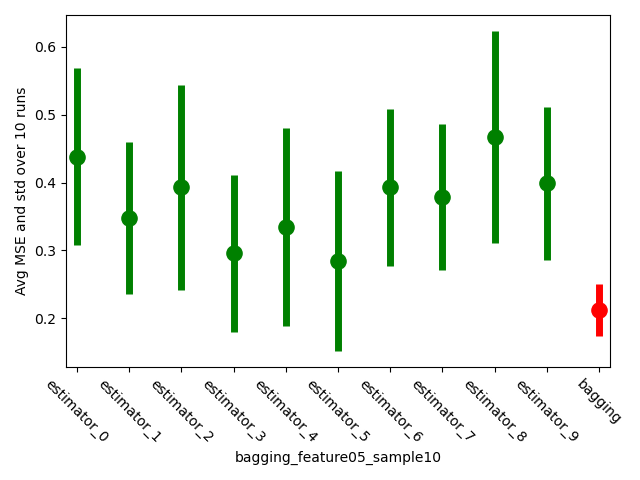 Avg MSE and std over 10 runs
0.6
0.5
0.4
0.3
0.2
estimator_0
estimator_1
estimator_2
estimator_3
estimator_4
estimator_5
estimator_6
estimator_7
estimator_8
estimator_9
bagging
bagging_feature05_sample10